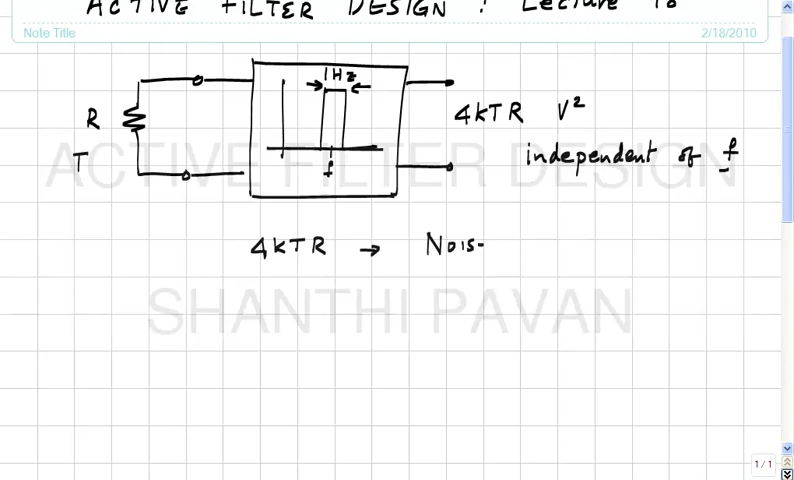 ACTIVE FILTER DESIGN : Lecture 18
Note Title
2/18/2010
1Hz
R
4kTR V²
T
independent of f
f
4kTR → Nois-
ACTIVE FILTER DESIGN
SHANTHI PAVAN
1/1